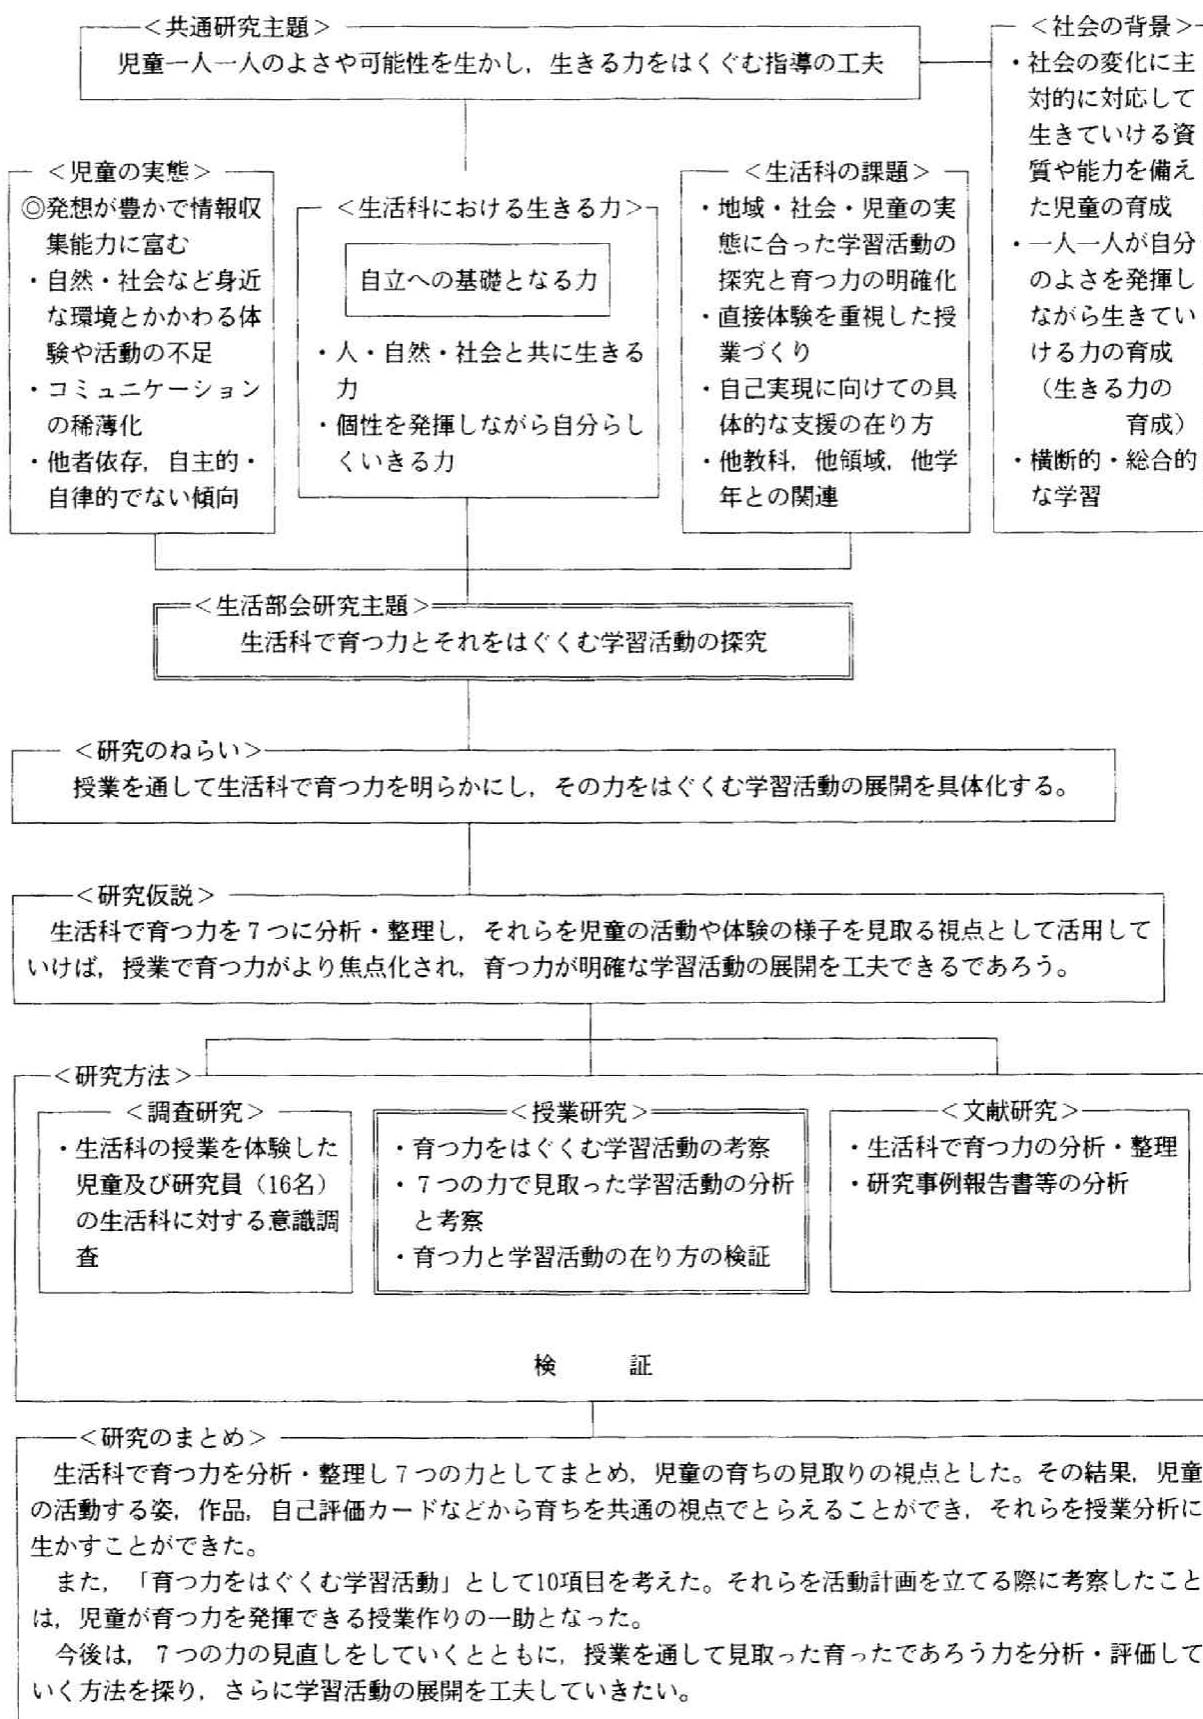 ＜共通研究主題＞
児童一人一人のよさや可能性を生かし，生きる力をはぐくむ指導の工夫
＜社会の背景＞
・社会の変化に主
対的に対応して
生きていける資
質や能力を備え
た児童の育成
・一人一人が自分
のよさを発揮し
ながら生きてい
ける力の育成
（生きる力の
育成）
・横断的・総合的
な学習
＜児童の実態＞
◎発想が豊かで情報収
集能力に富む
・自然・社会など身近
な環境とかかわる体
験や活動の不足
・コミュニケーション
の稀薄化
・他者依存，自主的・
自律的でない傾向
＜生活科における生きる力＞
自立への基礎となる力
・人・自然・社会と共に生きる
力
・個性を発揮しながら自分らし
くいきる力
＜生活科の課題＞
・地域・社会・児童の実
態に合った学習活動の
探究と育つ力の明確化
・直接体験を重視した授
業づくり
・自己実現に向けての具
体的な支援の在り方
・他教科，他領域，他学
年との関連
＜生活部会研究主題＞
生活科で育つ力とそれをはぐくむ学習活動の探究
＜研究のねらい＞
授業を通して生活科で育つ力を明らかにし，その力をはぐくむ学習活動の展開を具体化する。
＜研究仮説＞
生活科で育つ力を７つに分析・整理し，それらを児童の活動や体験の様子を見取る視点として活用して
いけば，授業で育つ力がより焦点化され，育つ力が明確な学習活動の展開を工夫できるであろう。
＜研究方法＞
＜調査研究＞
・生活科の授業を体験した
児童及び研究員（16名）
の生活科に対する意識調
査
＜授業研究＞
・育つ力をはぐくむ学習活動の考察
・７つの力で見取った学習活動の分析
と考察
・育つ力と学習活動の在り方の検証
＜文献研究＞
・生活科で育つ力の分析・整理
・研究事例報告書等の分析
検　　証
＜研究のまとめ＞
生活科で育つ力を分析・整理し７つの力としてまとめ，児童の育ちの見取りの視点とした。その結果，児童
の活動する姿，作品，自己評価カードなどから育ちを共通の視点でとらえることができ，それらを授業分析に
生かすことができた。
また，「育つ力をはぐくむ学習活動」として10項目を考えた。それらを活動計画を立てる際に考察したこと
は，児童が育つ力を発揮できる授業作りの一助となった。
今後は，７つの力の見直しをしていくとともに，授業を通して見取った育ったであろう力を分析・評価して
いく方法を探り，さらに学習活動の展開を工夫していきたい。